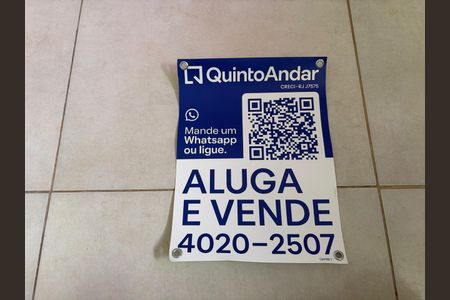 QuintoAndar
CRECI-RJ J7575
Mande um
Whatsapp
ou ligue.
ALUGA
E VENDE
4020-2507